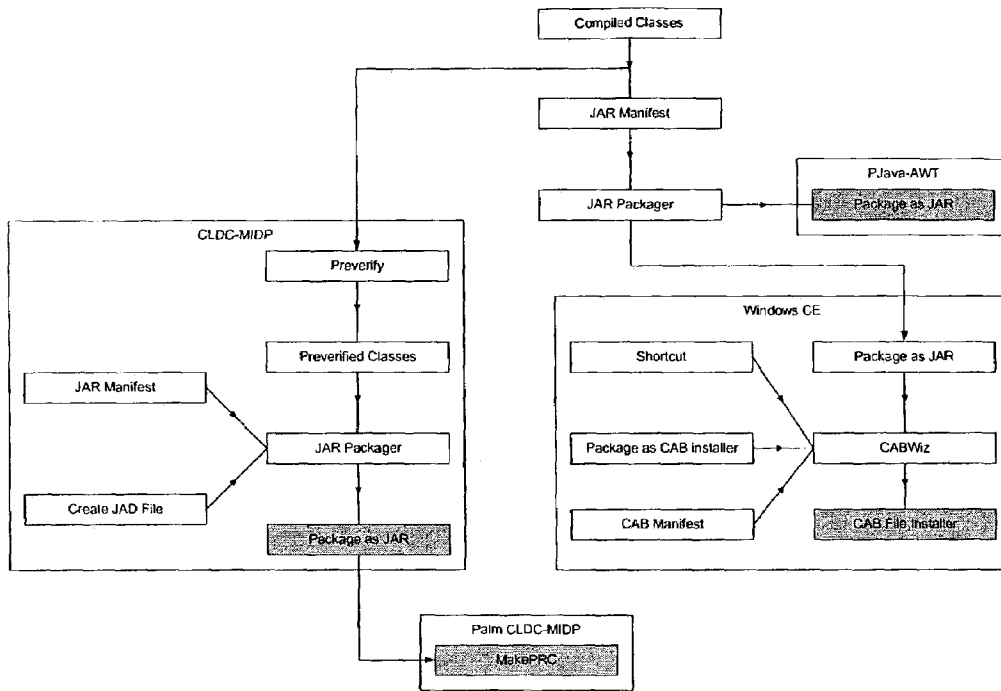 Compiled Classes
JAR Manifest
PJava-AWT
JAR Packager
Package as JAR
CLDC-MIDP
Preverify
Windows CE
Preverified Classes
Shortcut
Package as JAR
JAR Manifest
JAR Packager
Package as CAB installer
CABWiz
Create JAD File
CAB Manifest
CAB File Installer
Package as JAR
Palm CLDC-MIDP
MakePRC